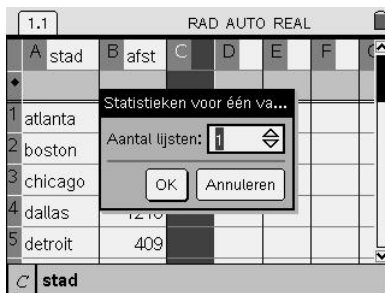 1.1 RAD AUTO REAL
A stad B afst C D E F G
Statistieken voor één va...
Aantal lijsten: 1
OK Annuleren
1 atlanta
2 boston
3 chicago
4 dallas
5 detroit 409
C stad